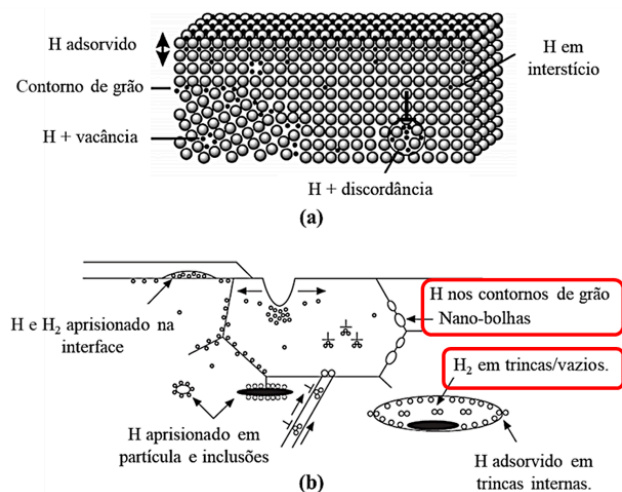 H adsorvido
Contorno de grão
H + vacância
H em
interstício
H + discordância
(a)
H e H₂ aprisionado na
interface
H nos contornos de grão
Nano-bolhas
H₂ em trincas/vazios.
H aprisionado em
partícula e inclusões
H adsorvido em
trincas internas.
(b)